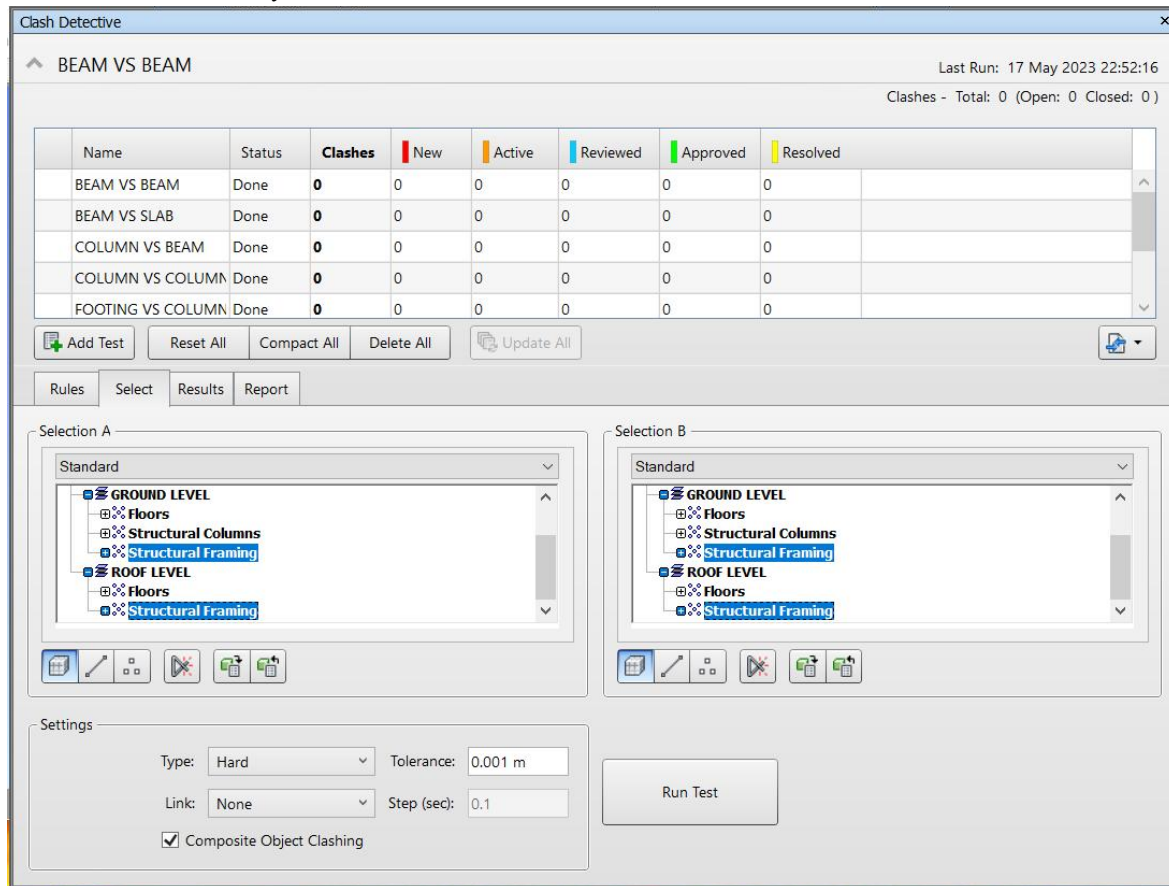 Clash Detective
BEAM VS BEAM
Last Run: 17 May 2023 22:52:16
Clashes - Total: 0 (Open: 0 Closed: 0 )
Name Status Clashes New Active Reviewed Approved Resolved
BEAM VS BEAM Done 0 0 0 0 0 0
BEAM VS SLAB Done 0 0 0 0 0 0
COLUMN VS BEAM Done 0 0 0 0 0 0
COLUMN VS COLUMN Done 0 0 0 0 0 0
FOOTING VS COLUMN Done 0 0 0 0 0 0
Add Test Reset All Compact All Delete All Update All
Rules Select Results Report
Selection A
Standard
GROUND LEVEL
Floors
Structural Columns
Structural Framing
ROOF LEVEL
Floors
Structural Framing
Selection B
Standard
GROUND LEVEL
Floors
Structural Columns
Structural Framing
ROOF LEVEL
Floors
Structural Framing
Settings
Type: Hard Tolerance: 0.001 m
Link: None Step (sec): 0.1
Composite Object Clashing
Run Test